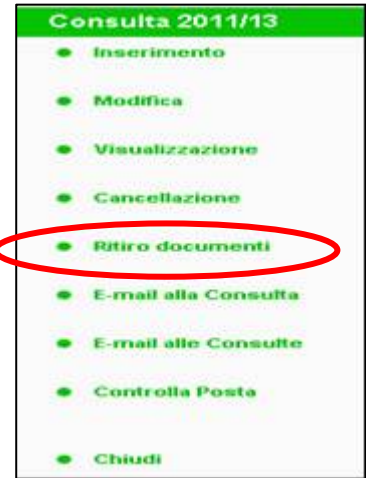 Consulta 2011/13
Inserimento
Modifica
Visualizzazione
Cancellazione
Ritiro documenti
E-mail alla Consulta
E-mail alle Consulte
Controlla Posta
Chiudi